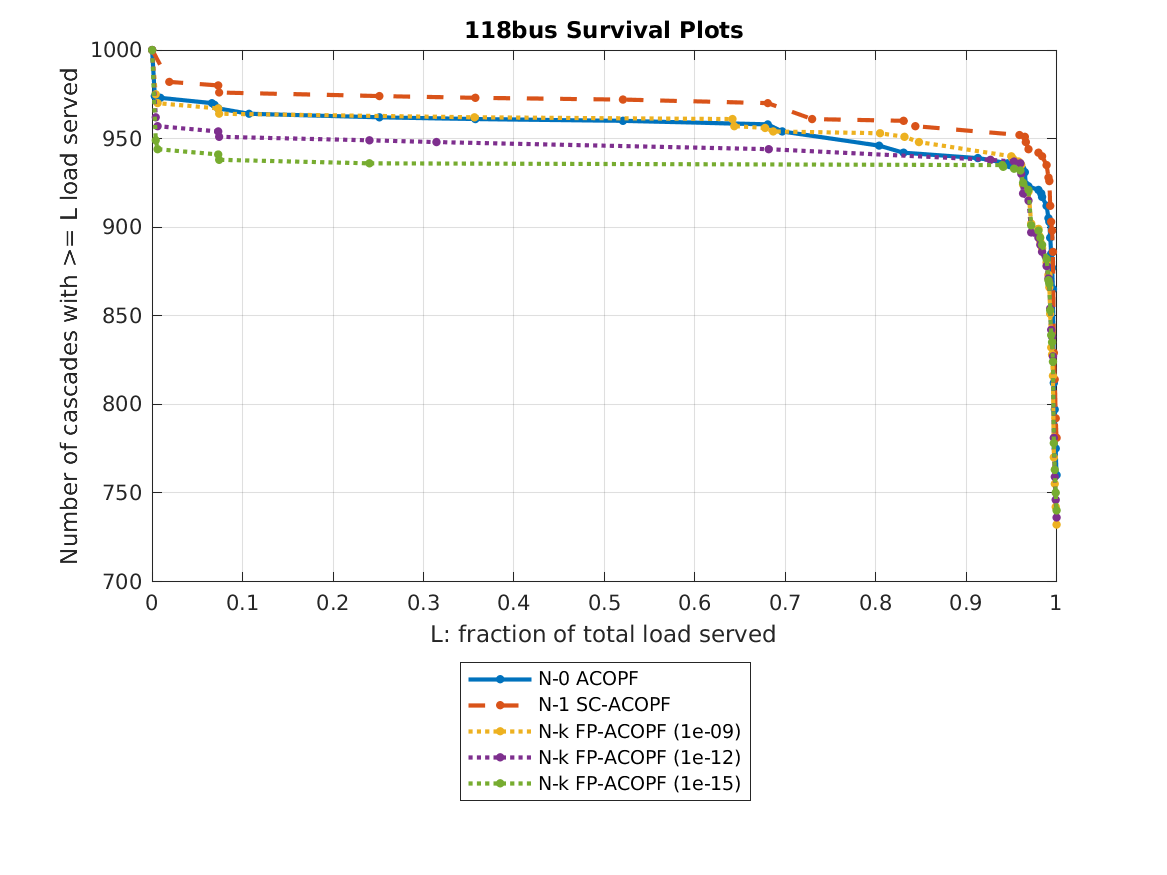 118bus Survival Plots
Number of cascades with >= L load served
1000
950
900
850
800
750
700
0 0.1 0.2 0.3 0.4 0.5 0.6 0.7 0.8 0.9 1
L: fraction of total load served
N-0 ACOPF
N-1 SC-ACOPF
N-k FP-ACOPF (1e-09)
N-k FP-ACOPF (1e-12)
N-k FP-ACOPF (1e-15)